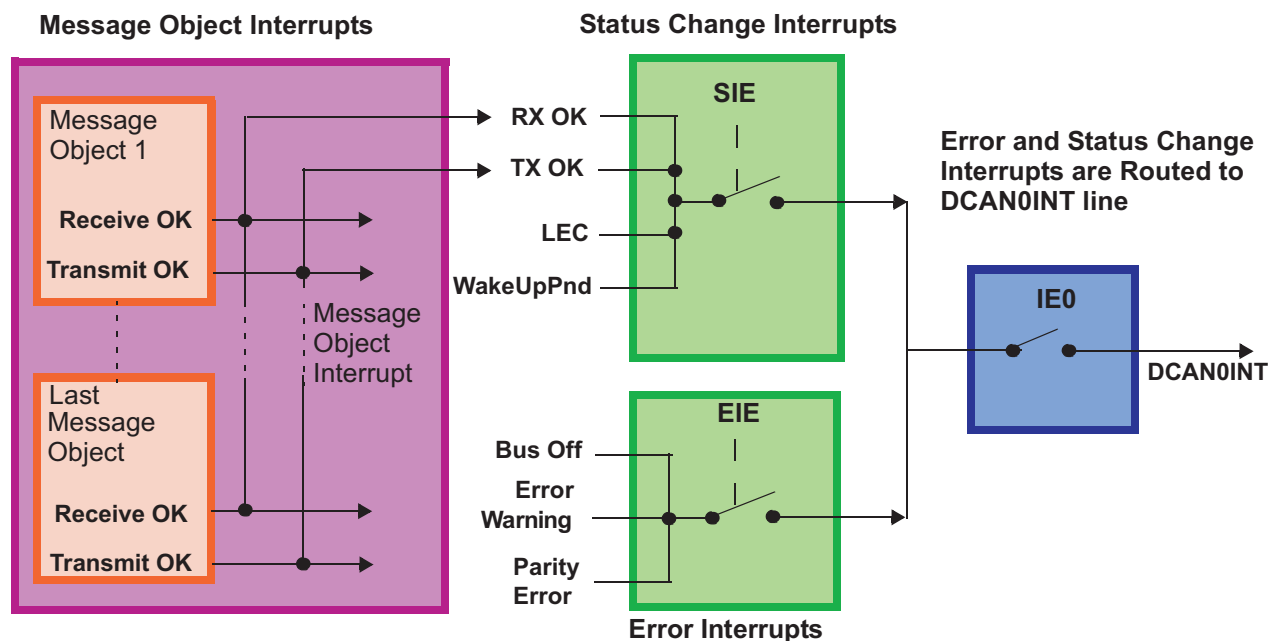 Message Object Interrupts
Status Change Interrupts
Message
Object 1
Receive OK
Transmit OK
Message
Object
Interrupt
Last
Message
Object
Receive OK
Transmit OK
RX OK
TX OK
LEC
WakeUpPnd
SIE
Bus Off
Error
Warning
Parity
Error
EIE
Error Interrupts
Error and Status Change
Interrupts are Routed to
DCAN0INT line
IE0
DCAN0INT